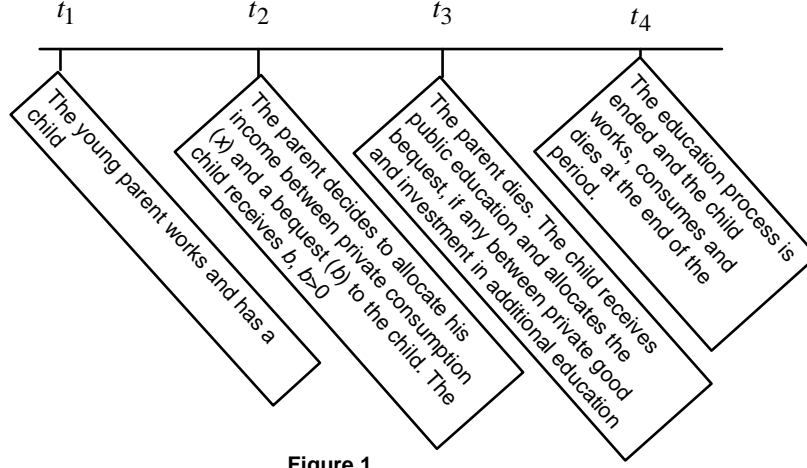 t1
t2
t3
t4
The young parent works and has a
child
The parent decides to allocate his
income between private consumption
(x) and a bequest (b) to the child. The
child receives b, b>0
The parent dies. The child receives
public education and allocates the
bequest, if any between private good
and investment in additional education
The education process is
ended and the child
works, consumes and
dies at the end of the
period.
Figure 1